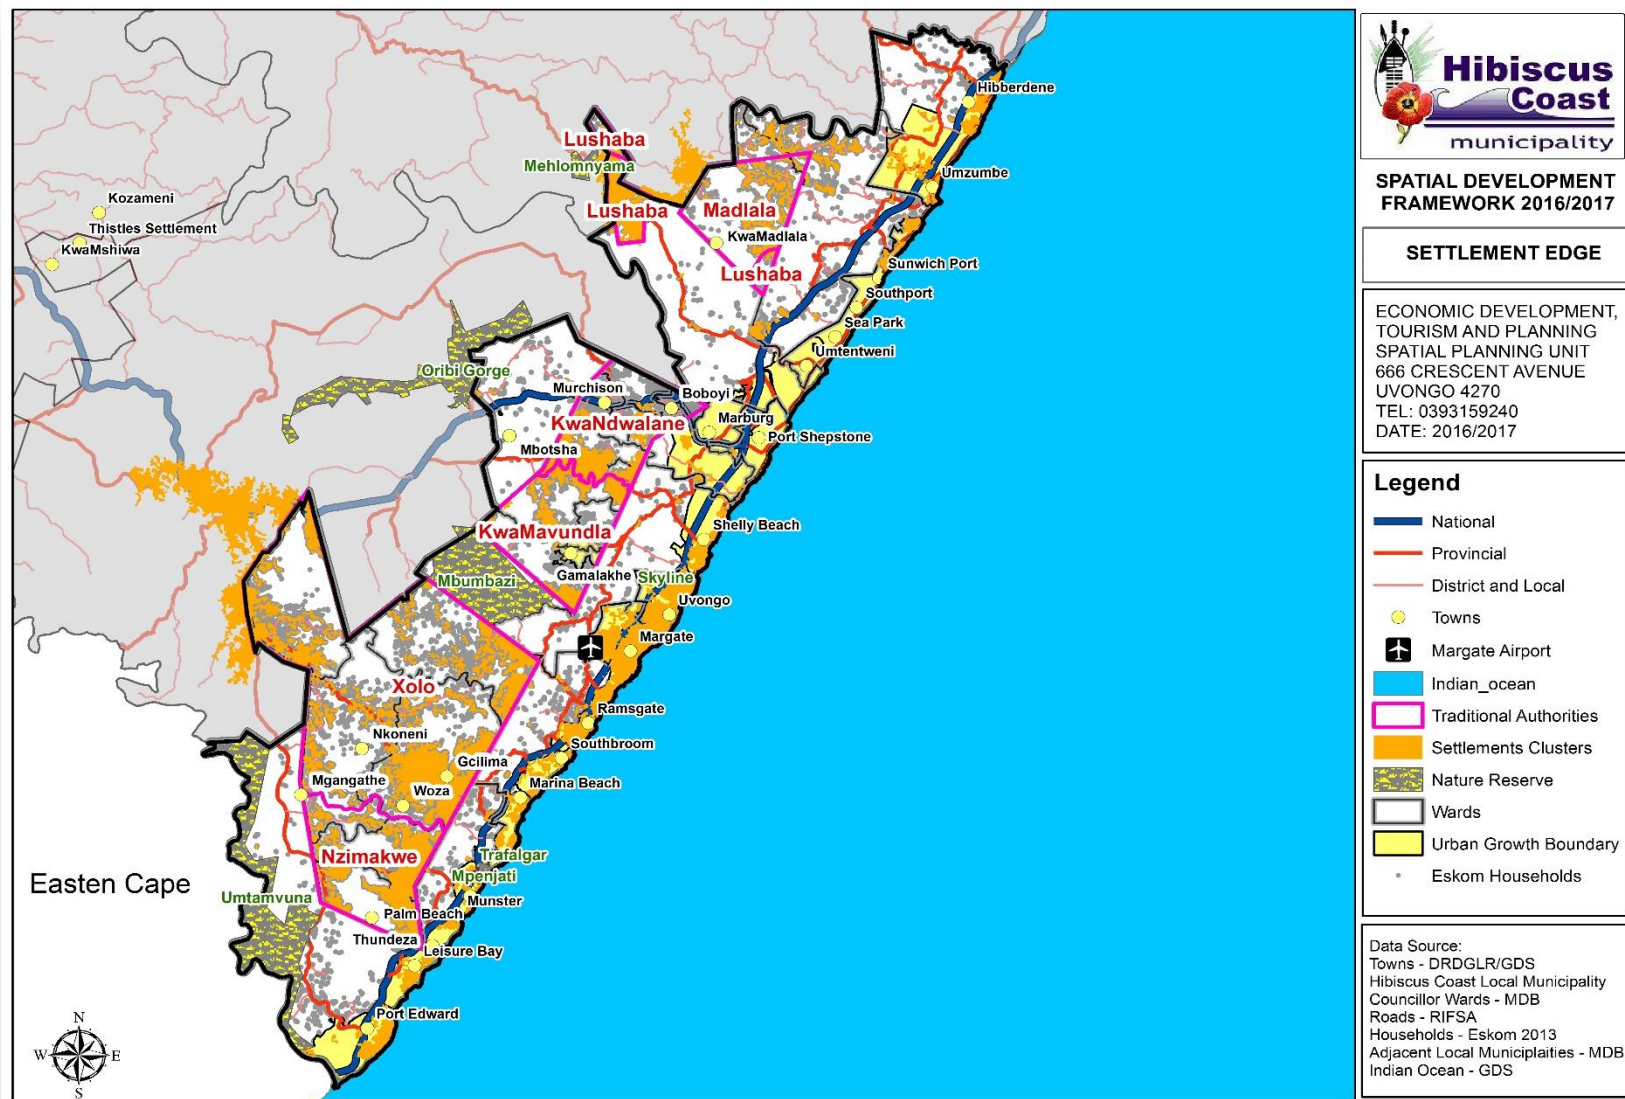 Hibiscus
Coast
municipality
SPATIAL DEVELOPMENT
FRAMEWORK 2016/2017
SETTLEMENT EDGE
ECONOMIC DEVELOPMENT,
TOURISM AND PLANNING
SPATIAL PLANNING UNIT
666 CRESCENT AVENUE
UVONGO 4270
TEL: 0393159240
DATE: 2016/2017
Legend
National
Provincial
District and Local
Towns
Margate Airport
Indian_ocean
Traditional Authorities
Settlements Clusters
Nature Reserve
Wards
Urban Growth Boundary
Eskom Households
Data Source:
Towns - DRDGLR/GDS
Hibiscus Coast Local Municipality
Councillor Wards - MDB
Roads - RIFSA
Households - Eskom 2013
Adjacent Local Municiplaities - MDB
Indian Ocean - GDS
Hibberdene
Lushaba
Mehlomnyama
Umzumbe
Kozameni
Thistles Settlement
KwaMshiwa
Lushaba
Madlala
KwaMadlala
Lushaba
Sunwich Port
Southport
Sea Park
Umtentweni
Oribi Gorge
Murchison
Boboyi
Marburg
KwaNdwalane
Port Shepstone
Mbotsha
KwaMavundla
Shelly Beach
Gamalakhe
Skyline
Mbumbazi
Uvongo
Margate
Xolo
Ramsgate
Nkoneni
Southbroom
Gcilima
Mgangathe
Woza
Marina Beach
Nzimakwe
Trafalgar
Mpenjati
Easten Cape
Umtamvuna
Munster
Palm Beach
Thundeza
Leisure Bay
Port Edward
N
W
E
S